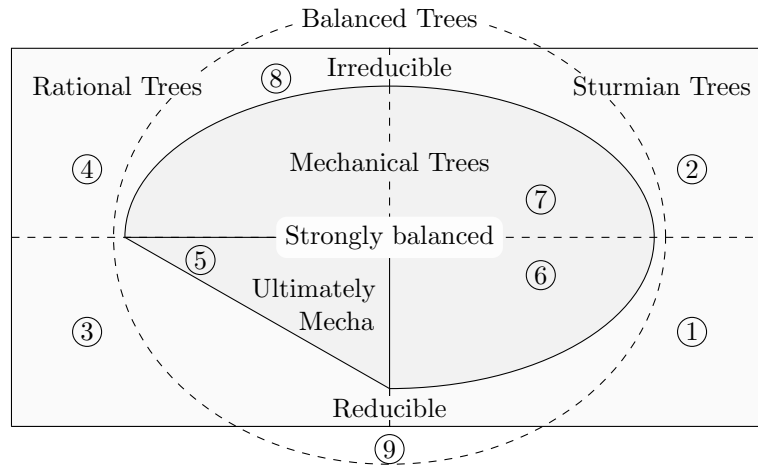 Balanced Trees
Irreducible
⑧
Rational Trees
Sturmian Trees
④
Mechanical Trees
②
⑦
Strongly balanced
⑤
⑥
Ultimately
Mecha
③
①
Reducible
⑨